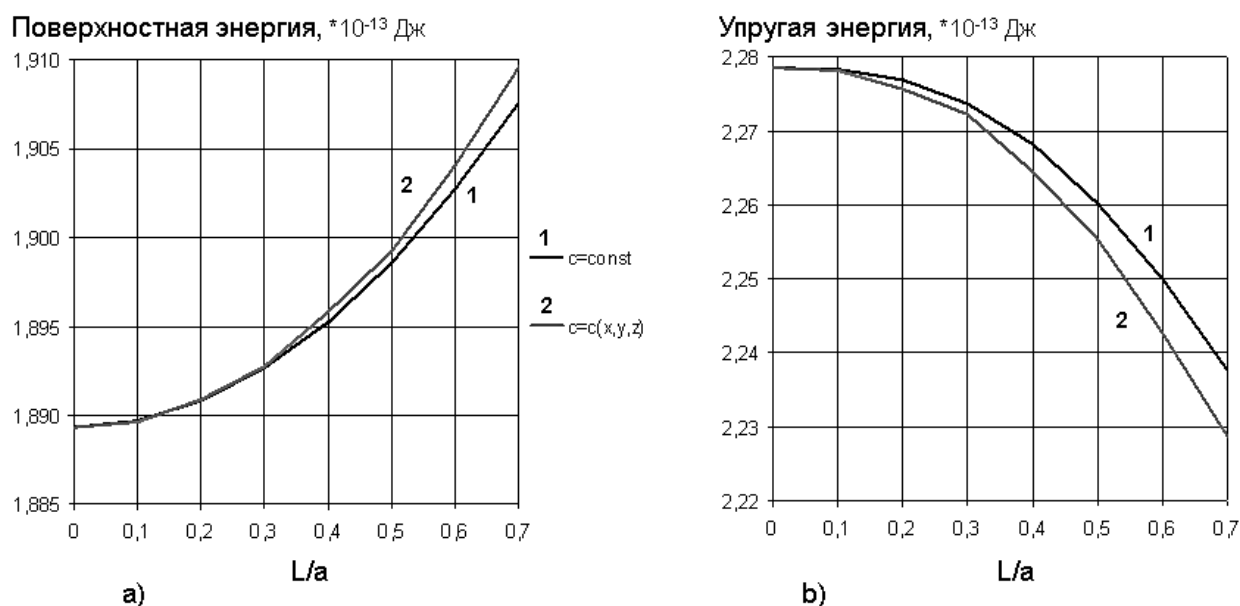 Поверхностная энергия, *10-13 Дж
1,910
1,905
1,900
1,895
1,890
1,885
0 0,1 0,2 0,3 0,4 0,5 0,6 0,7
2
1
L/a
a)
1
c=const
2
c=c(x,y,z)
Упругая энергия, *10-13 Дж
2,28
2,27
2,26
2,25
2,24
2,23
2,22
0 0,1 0,2 0,3 0,4 0,5 0,6 0,7
1
2
L/a
b)